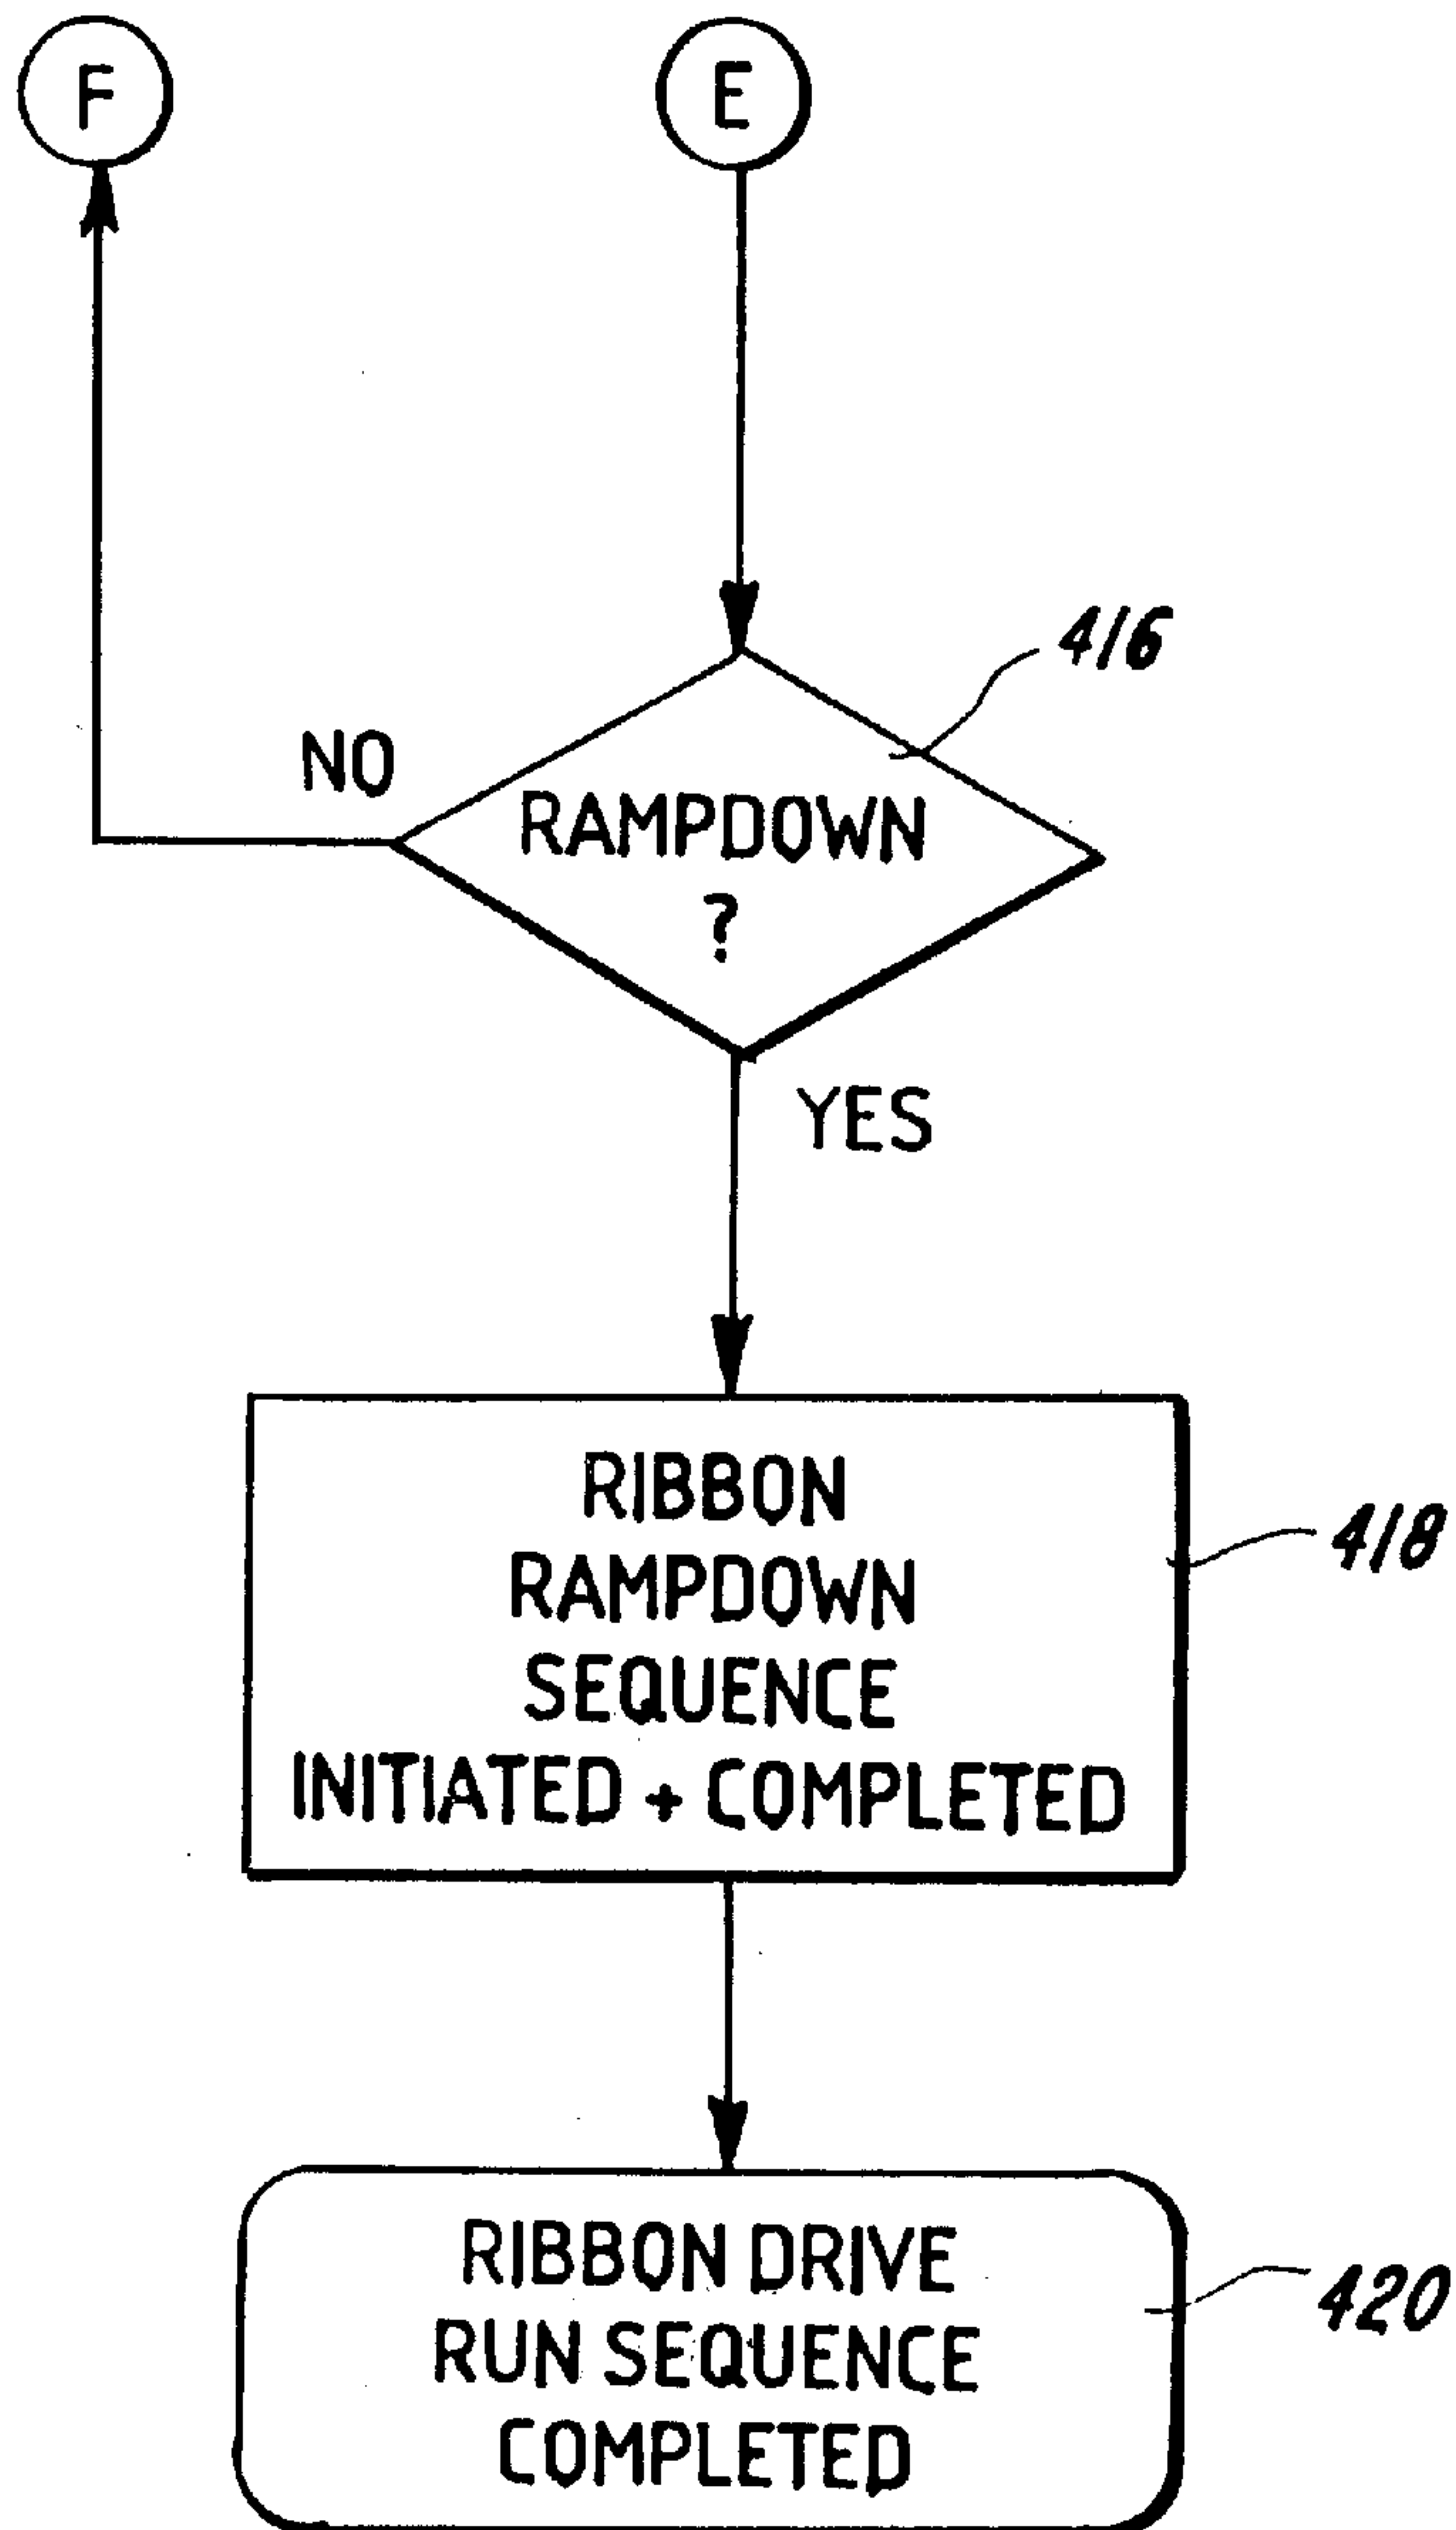 F
E
416
NO
RAMPDOWN
?
YES
RIBBON
RAMPDOWN
SEQUENCE
INITIATED + COMPLETED
418
RIBBON DRIVE
RUN SEQUENCE
COMPLETED
420